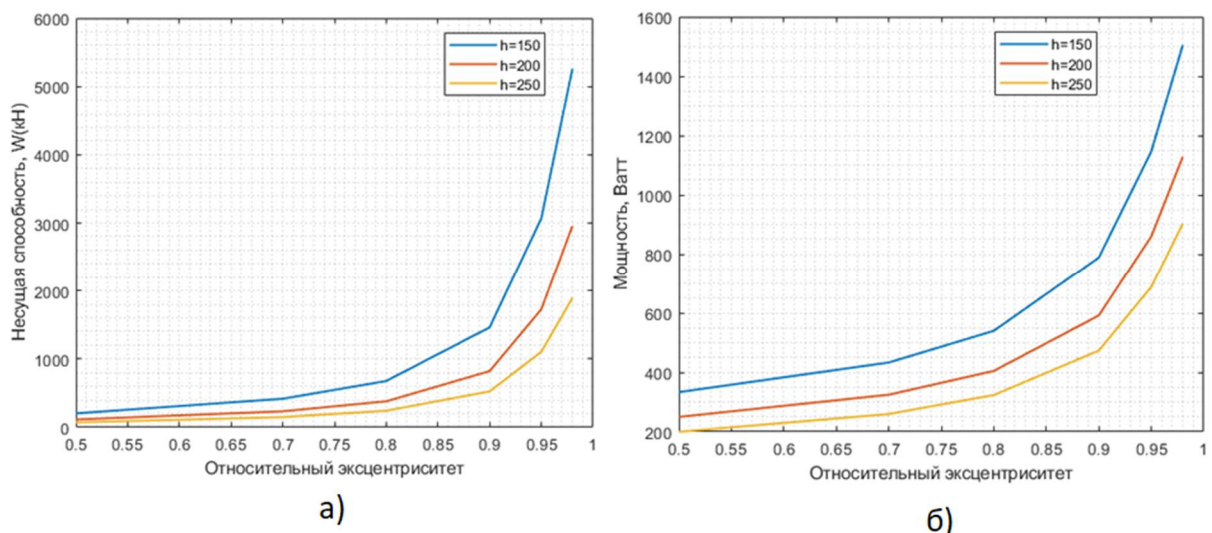 6000
5000
4000
3000
2000
1000
0
Несущая способность, W(кН)
h=150
h=200
h=250
0.5 0.55 0.6 0.65 0.7 0.75 0.8 0.85 0.9 0.95 1
Относительный эксцентриситет
а)
1600
1400
1200
1000
800
600
400
200
Мощность, Ватт
h=150
h=200
h=250
0.5 0.55 0.6 0.65 0.7 0.75 0.8 0.85 0.9 0.95 1
Относительный эксцентриситет
б)